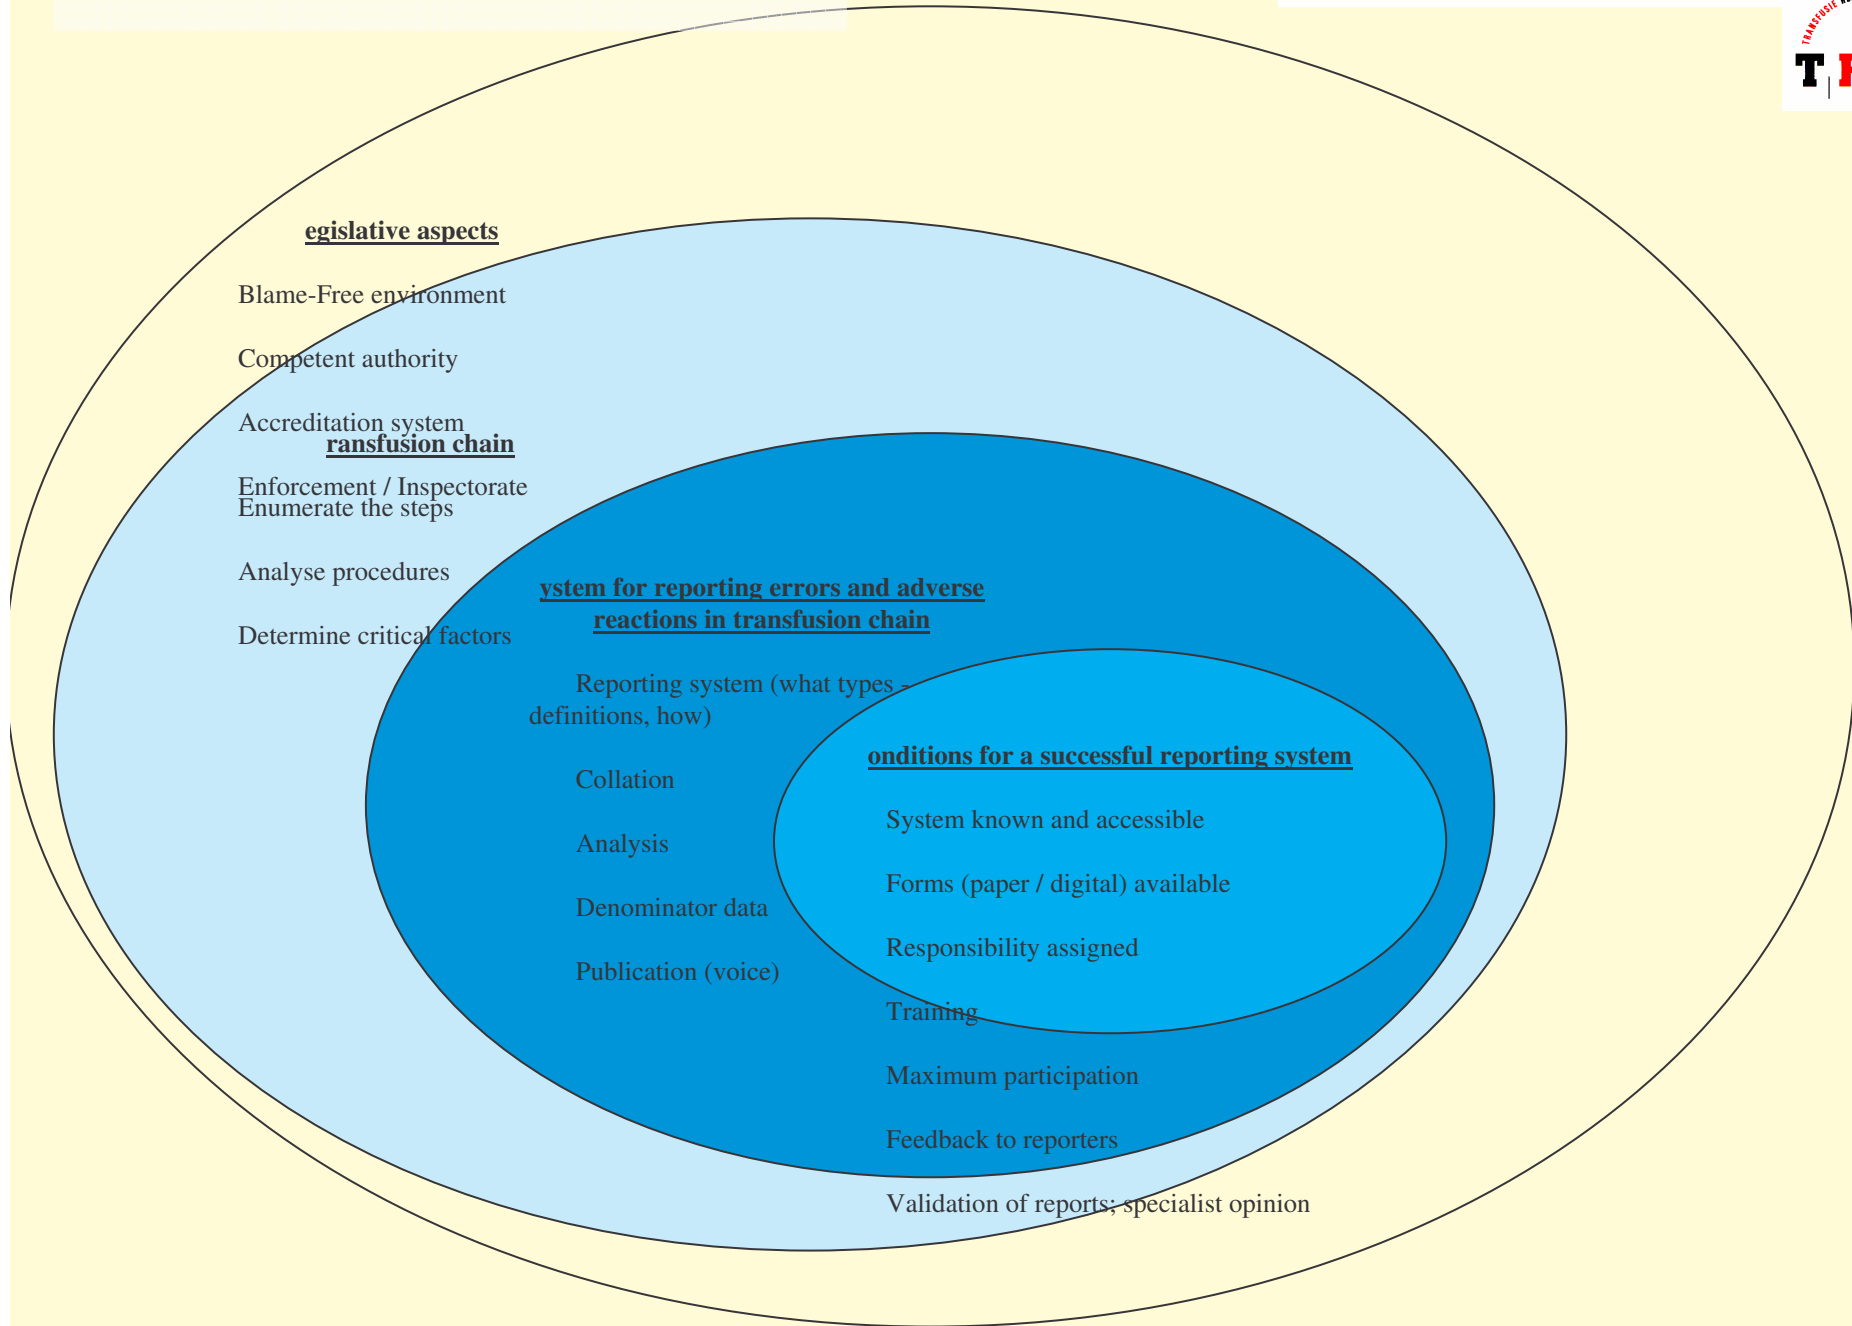 TRANSFUSIE
T
egislative aspects
Blame-Free environment
Competent authority
Accreditation system
Enforcement / Inspectorate
ransfusion chain
Enumerate the steps
Analyse procedures
Determine critical factors
ystem for reporting errors and adverse
reactions in transfusion chain
Reporting system (what types –
definitions, how)
Collation
Analysis
Denominator data
Publication (voice)
onditions for a successful reporting system
System known and accessible
Forms (paper / digital) available
Responsibility assigned
Training
Maximum participation
Feedback to reporters
Validation of reports; specialist opinion